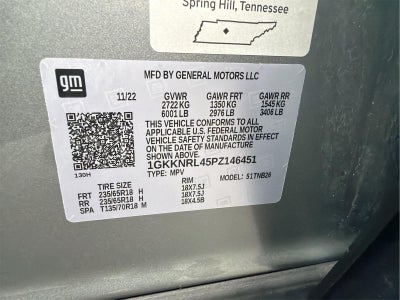 Spring Hill, Tennessee
gm
MFD BY GENERAL MOTORS LLC
11/22 GVWR GAWR FRT GAWR RR
2722 KG 1350 KG 1545 KG
6001 LB 2976 LB 3406 LB
THIS VEHICLE CONFORMS TO ALL
APPLICABLE U.S. FEDERAL MOTOR
VEHICLE SAFETY STANDARDS IN EFFECT
ON THE DATE OF MANUFACTURE
SHOWN ABOVE.
1GKKNRL45PZ146451
130H TYPE: MPV MODEL: 51TNB26
TIRE SIZE RIM
FRT 235/65R18 H 18X7.5J
RR 235/65R18 H 18X7.5J
SPA T135/70R18 M 18X4.5B